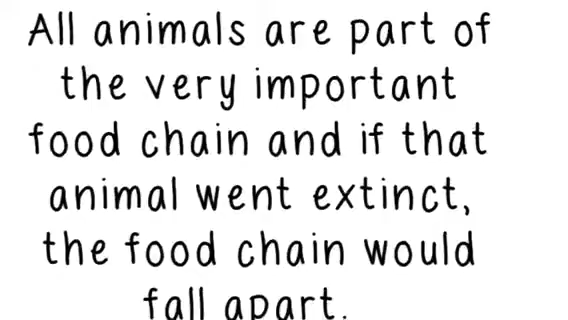 All animals are part of
the very important
food chain and if that
animal went extinct,
the food chain would
fall apart.